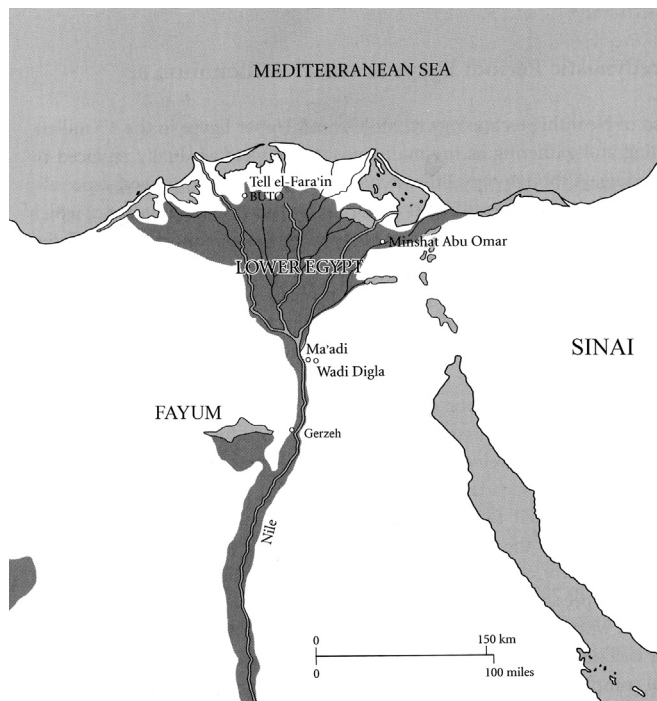 MEDITERRANEAN SEA
Tell el-Fara'in
BUTO
Minshat Abu Omar
LOWER EGYPT
Ma'adi
Wadi Digla
SINAI
FAYUM
Gerzeh
Nile
0 150 km
0 100 miles